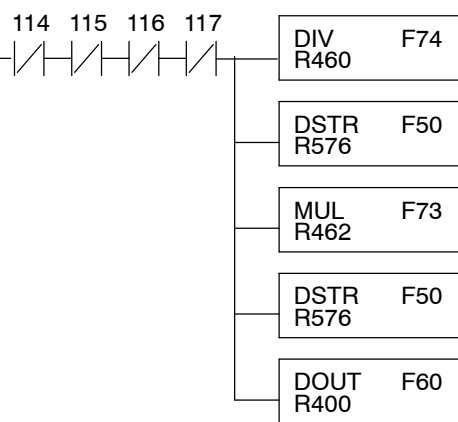 114 115 116 117
DIV F74
R460
DSTR F50
R576
MUL F73
R462
DSTR F50
R576
DOUT F60
R400